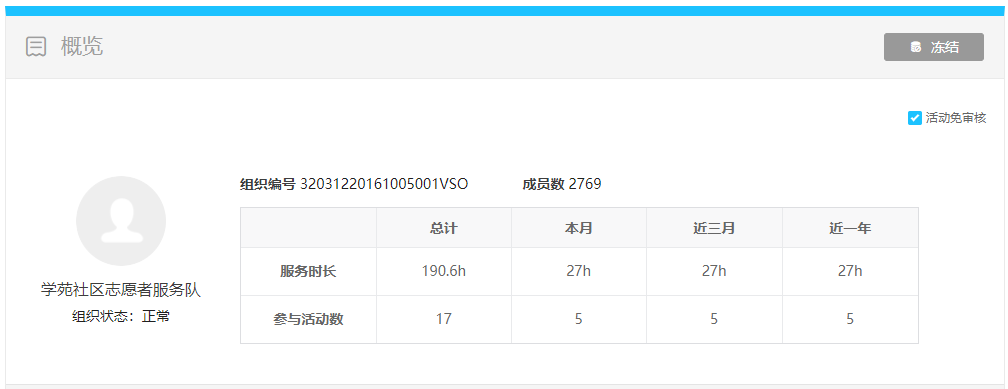 概览
冻结
活动免审核
组织编号 32031220161005001VSO 成员数 2769
总计 本月 近三月 近一年
服务时长 190.6h 27h 27h 27h
参与活动数 17 5 5 5
学苑社区志愿者服务队
组织状态：正常